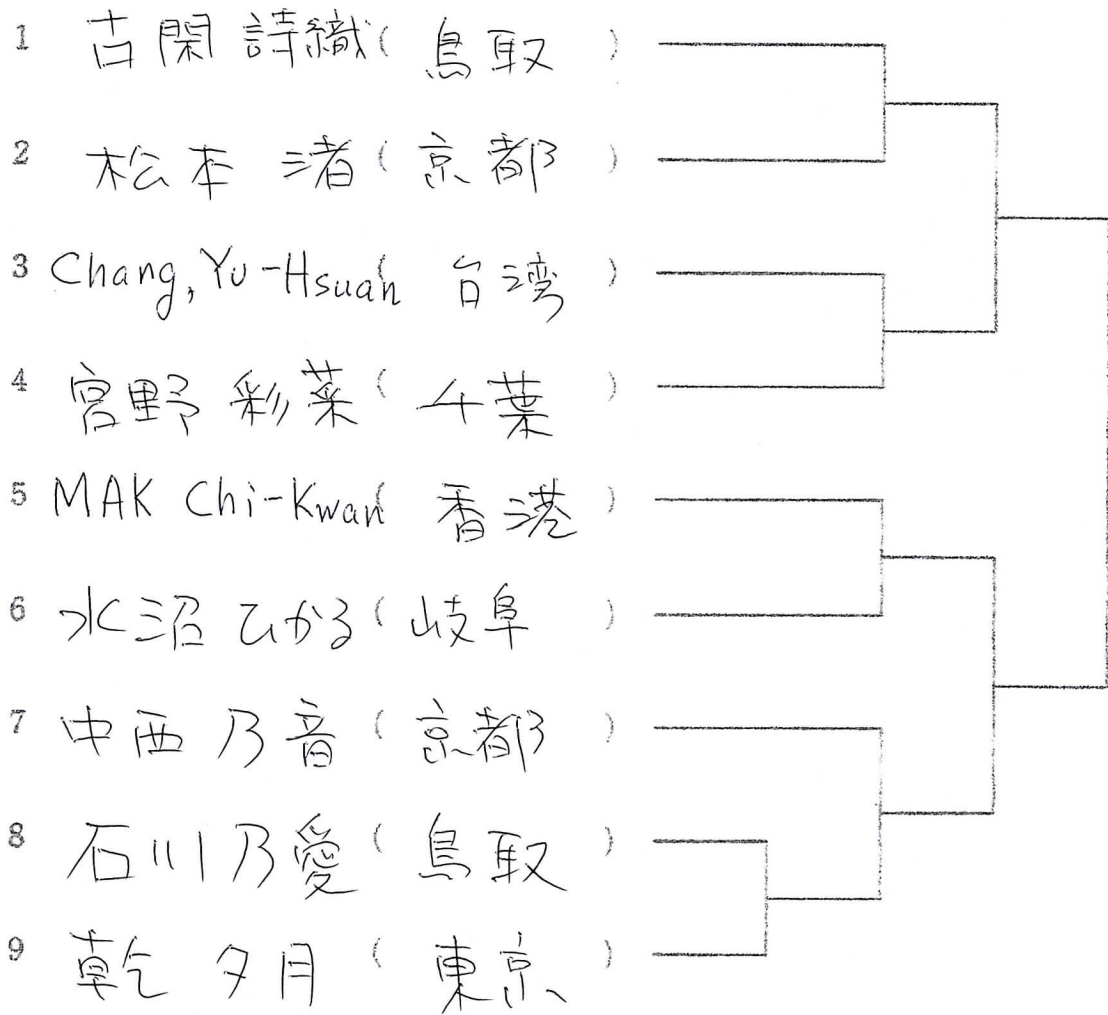 1 古閑 詩織 ( 鳥取 )
2 松本 渚 ( 京都 )
3 Chang, Yu-Hsuan ( 台湾 )
4 宮野 彩菜 ( 千葉 )
5 MAK Chi-Kwan ( 香港 )
6 水沼 ひかる ( 岐阜 )
7 中西 乃音 ( 京都 )
8 石川 乃愛 ( 鳥取 )
9 乾 夕月 ( 東京 )